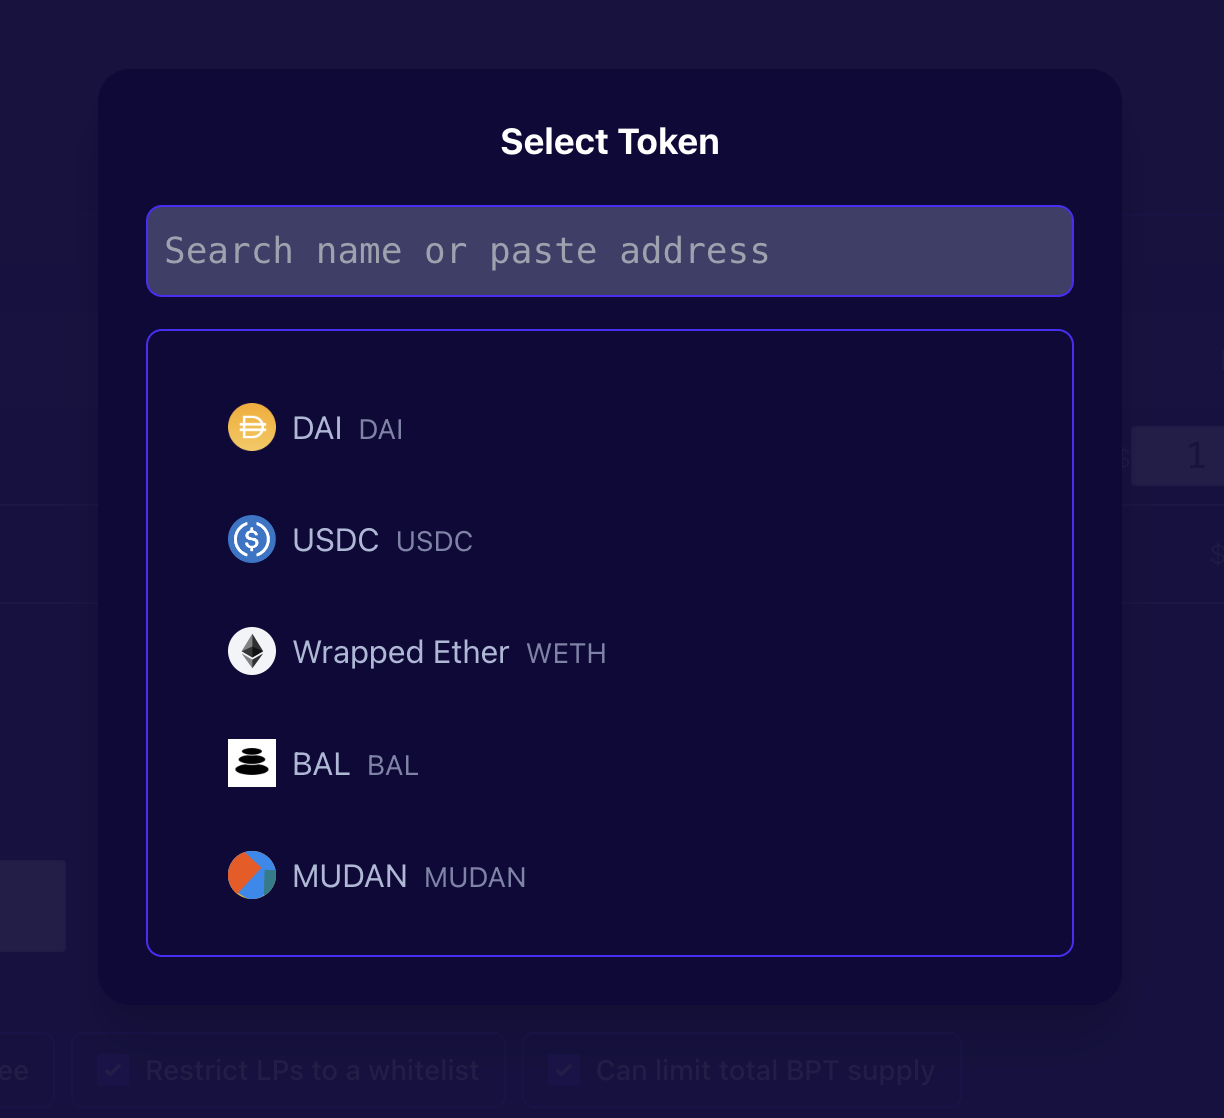 Select Token
Search name or paste address
DAI DAI
USDC USDC
Wrapped Ether WETH
BAL BAL
MUDAN MUDAN
$ 1
$
ee
Restrict LPs to a whitelist
Can limit total BPT supply